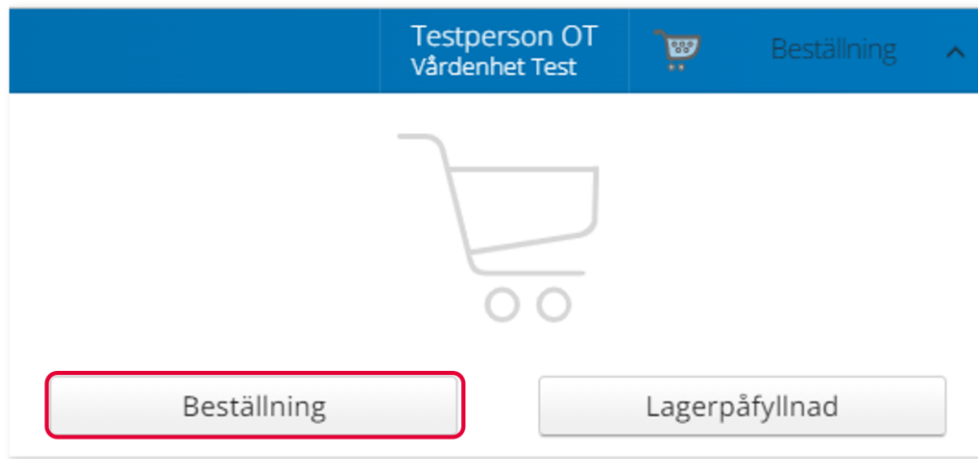 Testperson OT
Vårdenhet Test
Beställning
Beställning
Lagerpåfyllnad